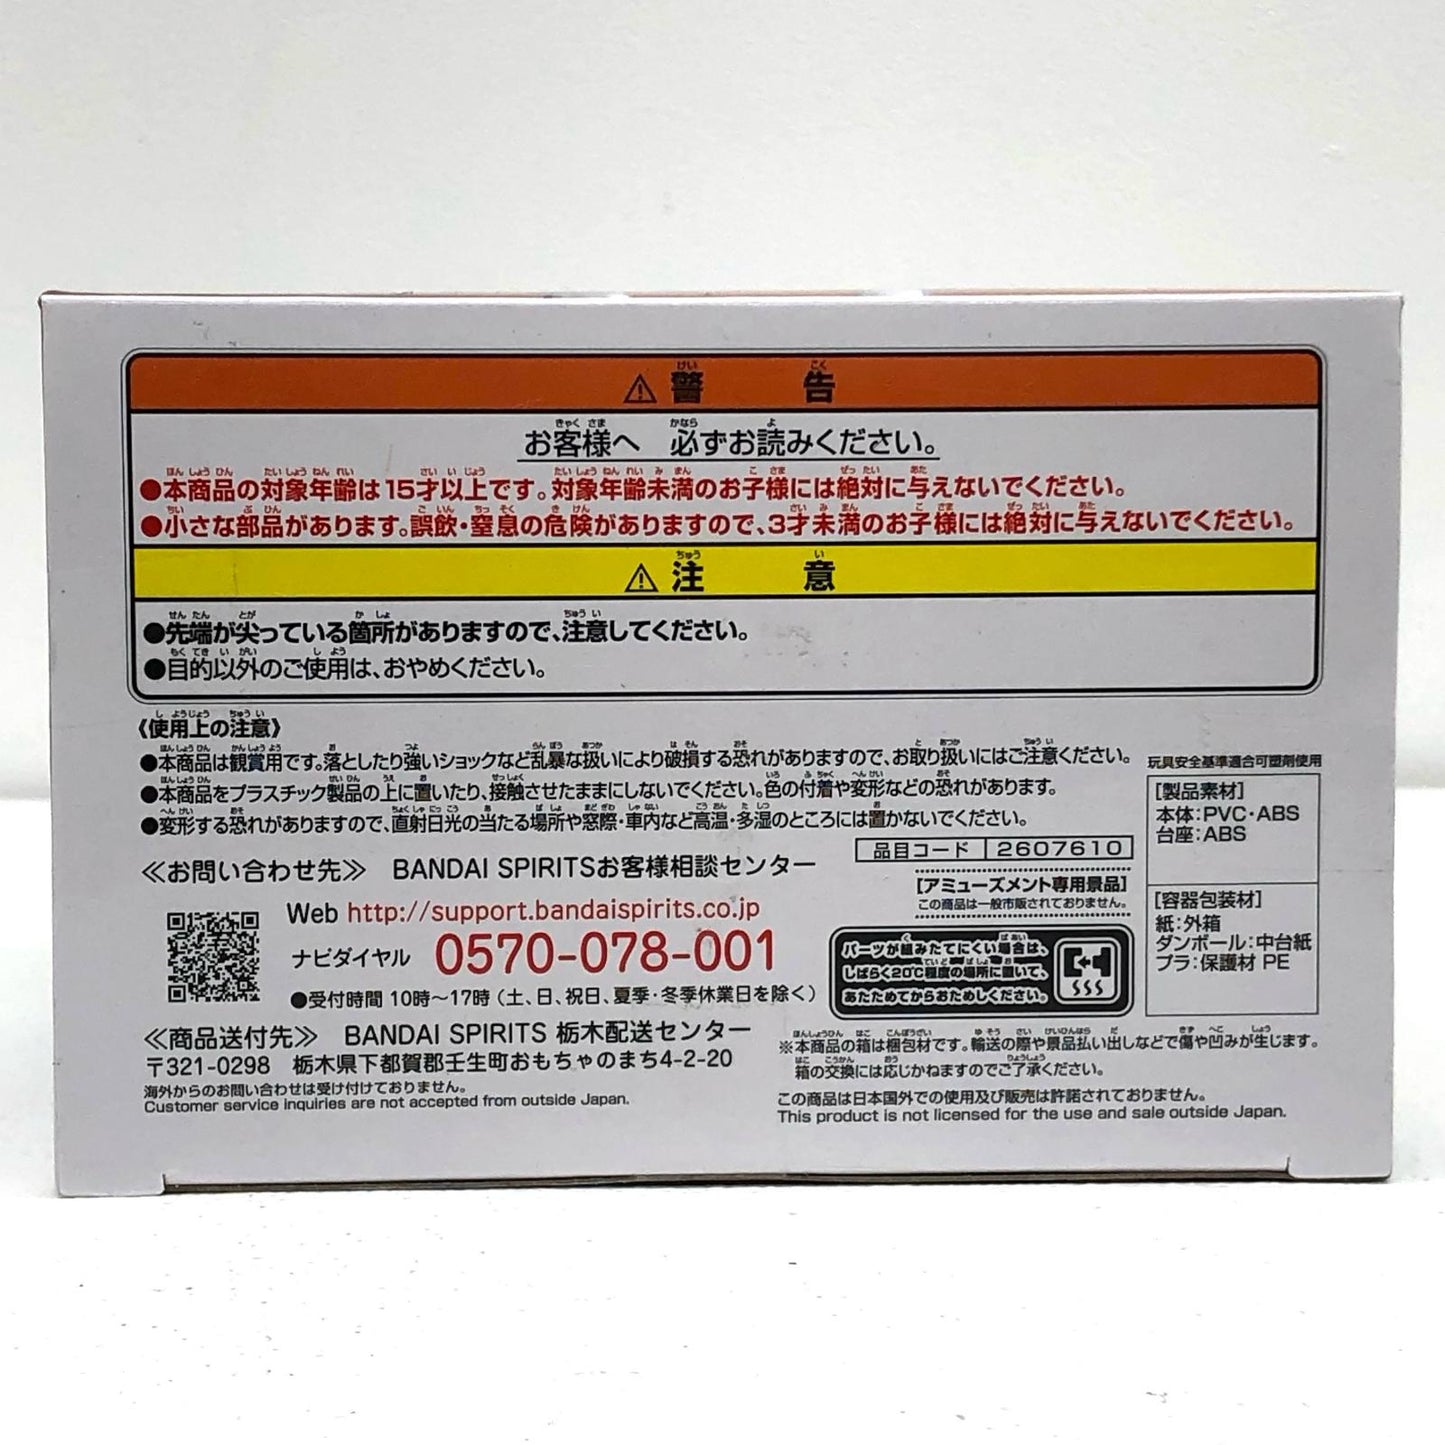 ⚠警告
お客様へ 必ずお読みください。
●本商品の対象年齢は15才以上です。対象年齢未満のお子様には絶対に与えないでください。
●小さな部品があります。誤飲・窒息の危険がありますので、3才未満のお子様には絶対に与えないでください。
⚠注意
●先端が尖っている箇所がありますので、注意してください。
●目的以外のご使用は、おやめください。
《使用上の注意》
●本商品は観賞用です。落としたり強いショックなど乱暴な扱いにより破損する恐れがありますので、お取り扱いにはご注意ください。
●本商品をプラスチック製品の上に置いたり、接触させたままにしないでください。色の付着や変形などの恐れがあります。
●変形する恐れがありますので、直射日光の当たる場所や窓際・車内など高温・多湿のところには置かないでください。
玩具安全基準適合可塑剤使用
[製品素材]
本体:PVC・ABS
台座:ABS
[容器包装材]
紙:外箱
ダンボール:中台紙
プラ:保護材 PE
品目コード 2607610
[アミューズメント専用景品]
この商品は一般市販されておりません。
パーツが組みたてにくい場合は、
しばらく20℃程度の場所に置いて、
あたためてからおためしください。
≪お問い合わせ先≫ BANDAI SPIRITSお客様相談センター
Web http://support.bandaispirits.co.jp
ナビダイヤル 0570-078-001
●受付時間 10時～17時 (土、日、祝日、夏季・冬季休業日を除く)
≪商品送付先≫ BANDAI SPIRITS 栃木配送センター
〒321-0298 栃木県下都賀郡壬生町おもちゃのまち4-2-20
海外からのお問い合わせは受け付けておりません。
Customer service inquiries are not accepted from outside Japan.
※本商品の箱は梱包材です。輸送の際や景品払い出しなどで傷や凹みが生じます。
箱の交換には応じかねますのでご了承ください。
この商品は日本国外での使用及び販売は許諾されておりません。
This product is not licensed for the use and sale outside Japan.